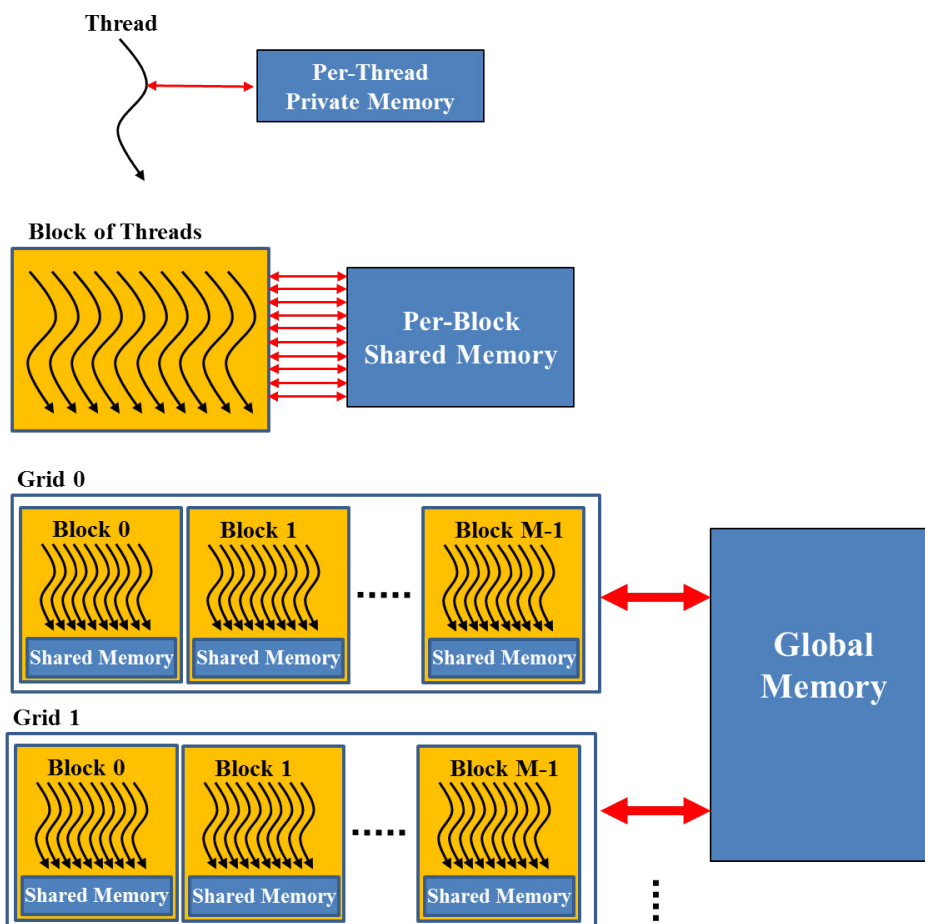 Thread
Per-Thread
Private Memory
Block of Threads
Per-Block
Shared Memory
Grid 0
Block 0
Block 1
Block M-1
Shared Memory
Shared Memory
Shared Memory
Global
Memory
Grid 1
Block 0
Block 1
Block M-1
Shared Memory
Shared Memory
Shared Memory